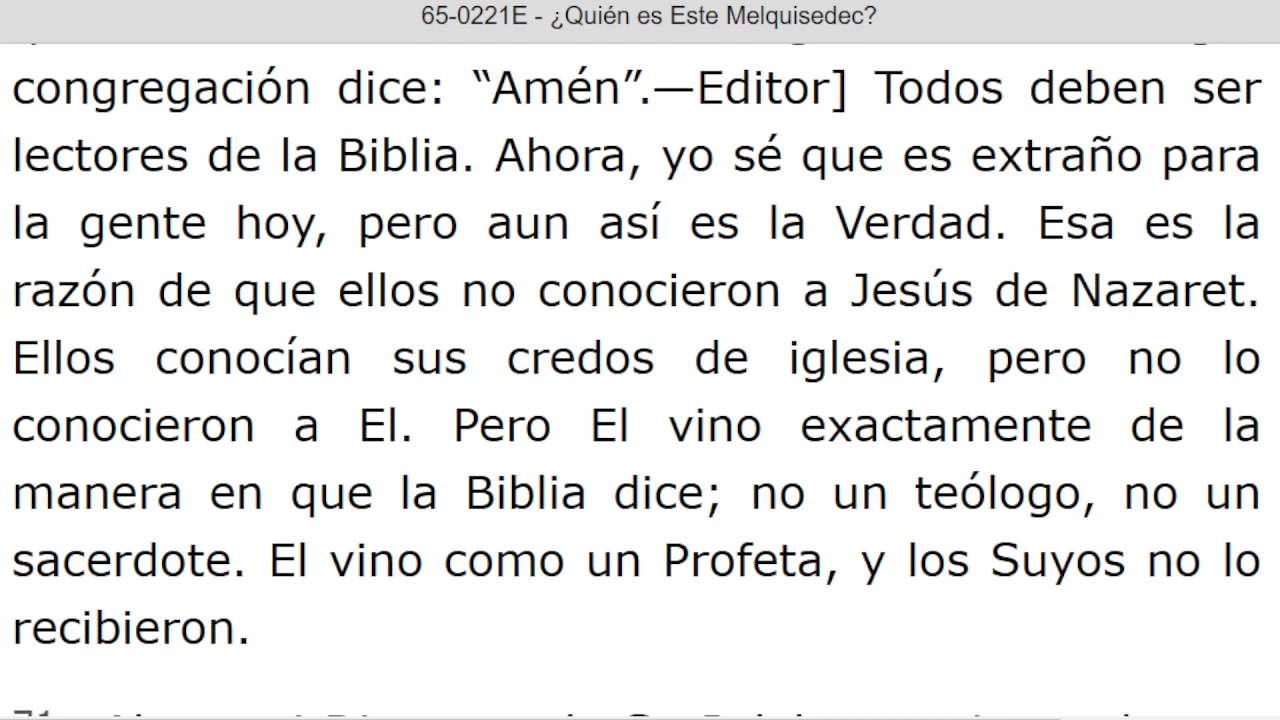 65-0221E - ¿Quién es Este Melquisedec?
congregación dice: “Amén”.—Editor] Todos deben ser
lectores de la Biblia. Ahora, yo sé que es extraño para
la gente hoy, pero aun así es la Verdad. Esa es la
razón de que ellos no conocieron a Jesús de Nazaret.
Ellos conocían sus credos de iglesia, pero no lo
conocieron a El. Pero El vino exactamente de la
manera en que la Biblia dice; no un teólogo, no un
sacerdote. El vino como un Profeta, y los Suyos no lo
recibieron.